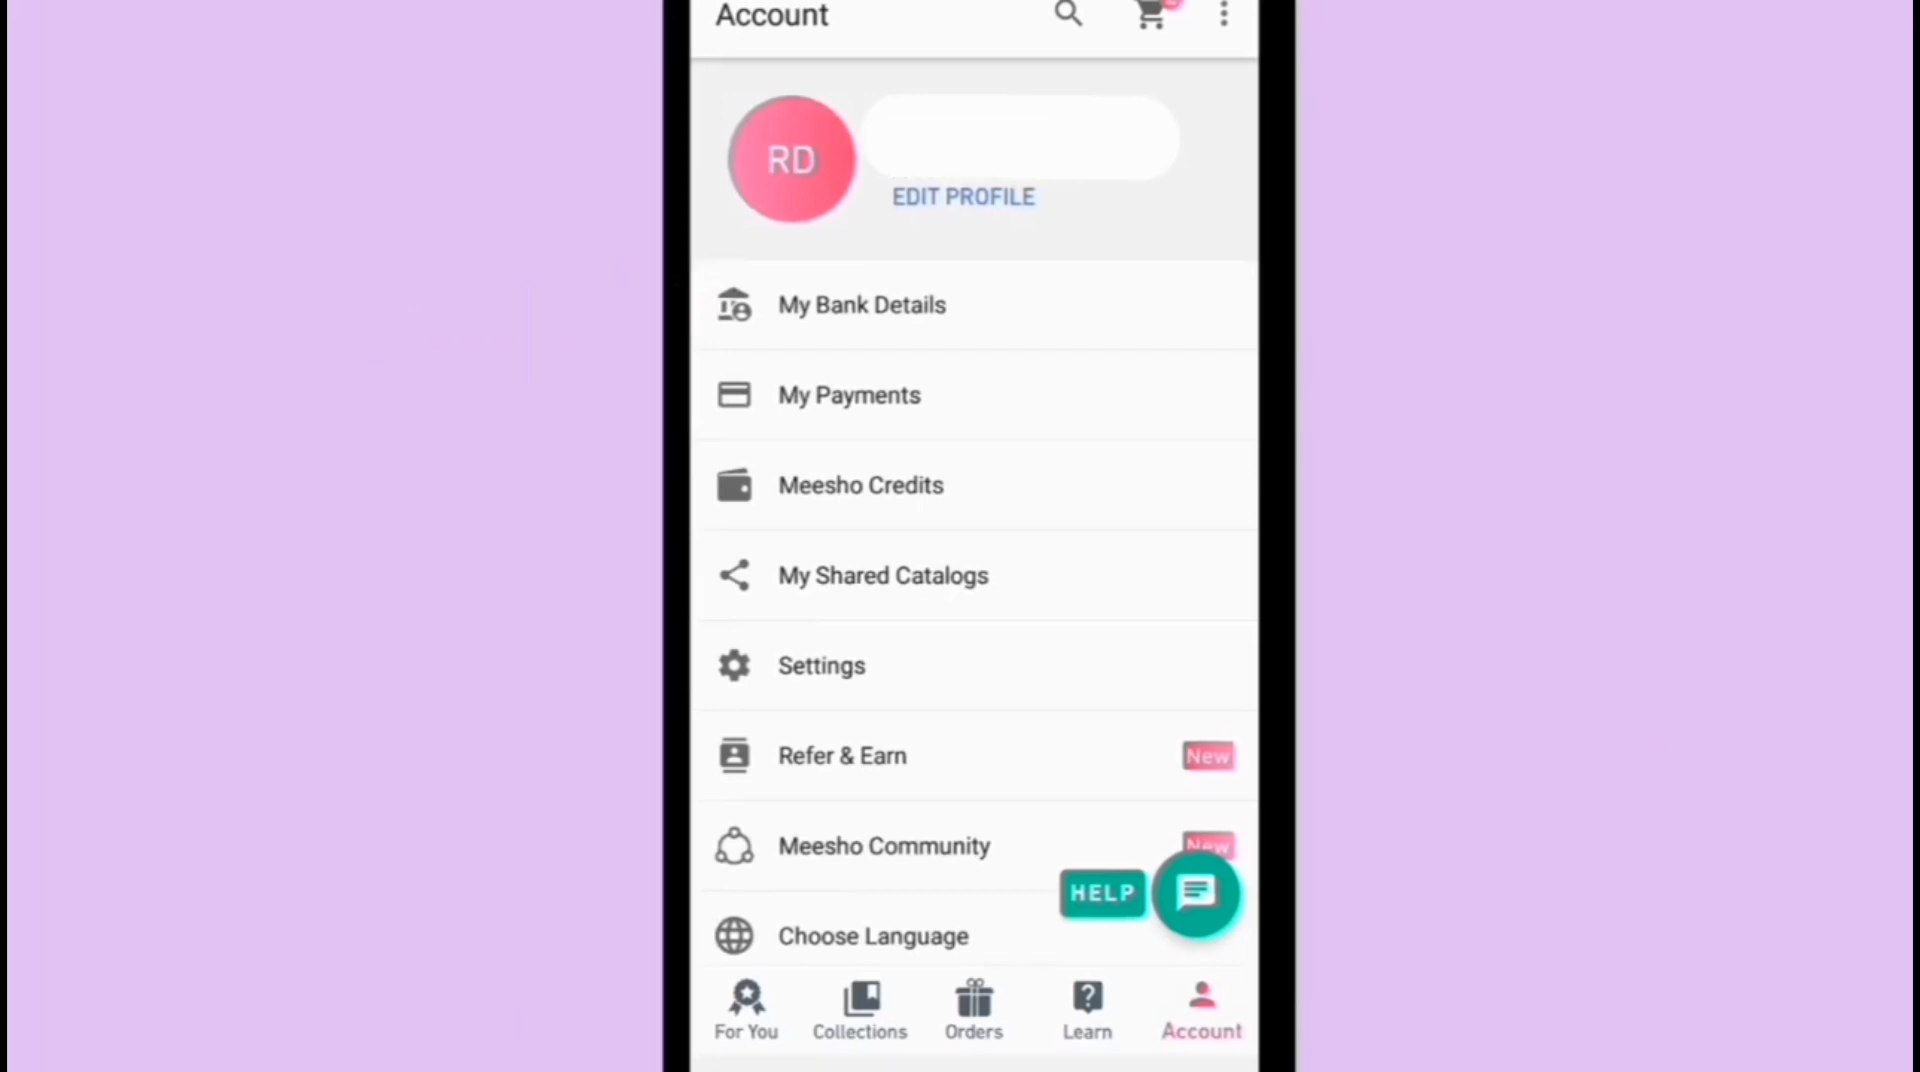 Account
RD
EDIT PROFILE
My Bank Details
My Payments
Meesho Credits
My Shared Catalogs
Settings
Refer & Earn New
Meesho Community New
HELP
Choose Language
For You Collections Orders Learn Account